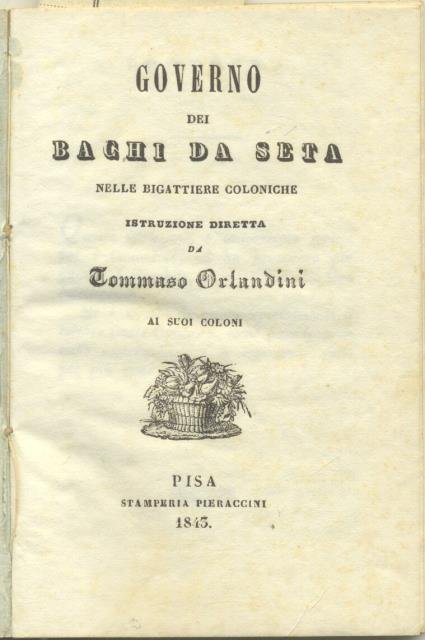 GOVERNO
DEI
BACHI DA SETA
NELLE BIGATTIERE COLONICHE
ISTRUZIONE DIRETTA
DA
Tommaso Orlandini
AI SUOI COLONI
PISA
STAMPERIA PIERACCINI
1843.